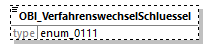 OBI_VerfahrenswechselSchluessel
type enum_0111